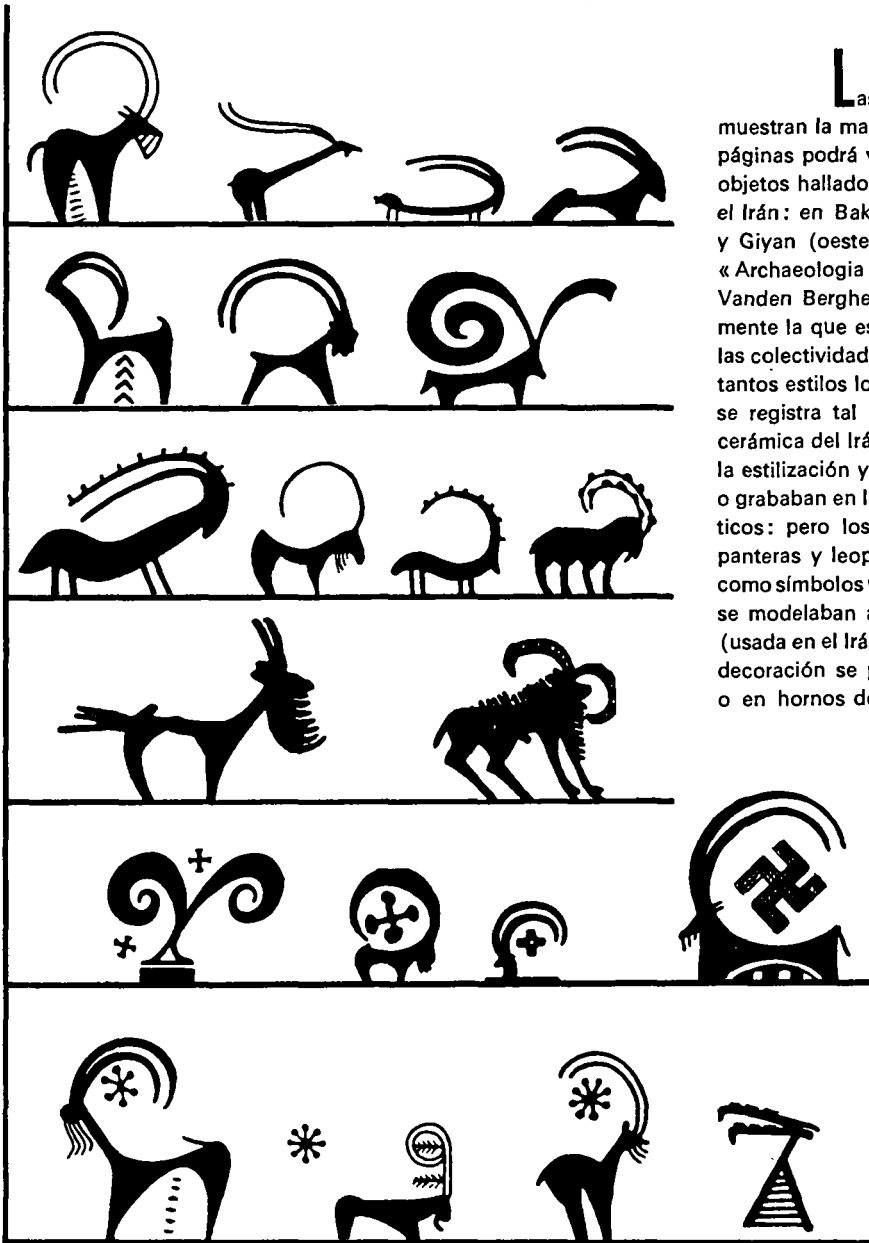 Las
muestran la ma
páginas podrá v
objetos hallado
el Irán: en Bak
y Giyan (oeste
« Archaeologia
Vanden Berghe
mente la que es
las colectividad
tantos estilos lo
se registra tal
cerámica del Irá
la estilización y
o grababan en l
ticos: pero los
panteras y leop
como símbolos
se modelaban a
(usada en el Irá
decoración se
o en hornos de